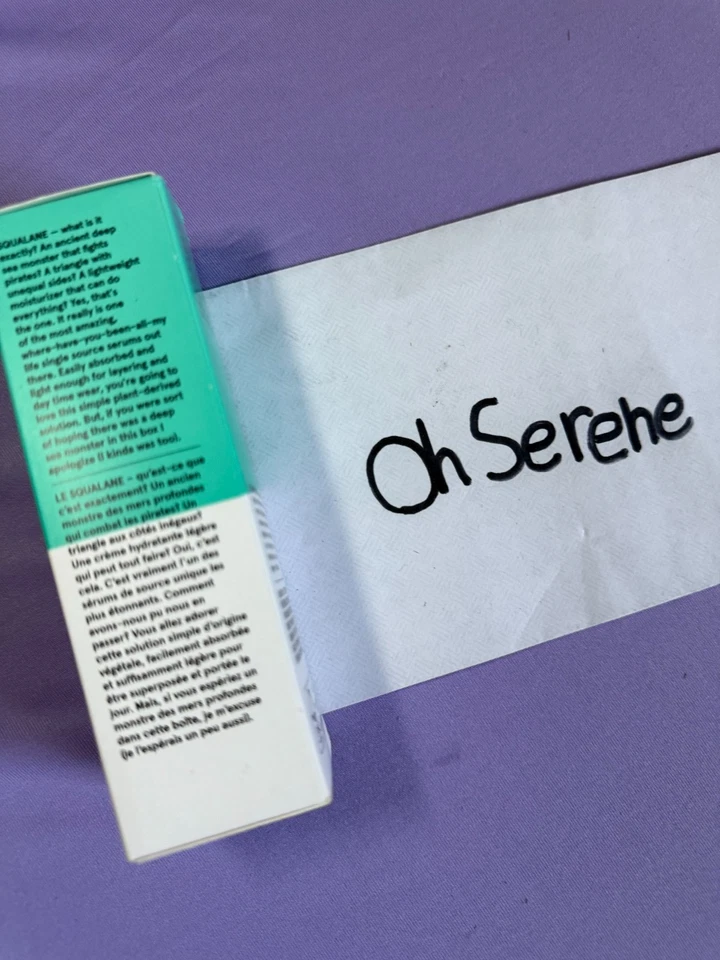 SQUALANE – what is it
exactly? An ancient deep
sea monster that fights
pirates? A triangle with
unequal sides? A lightweight
moisturizer that can do
everything? Yes, that's
the one. It really is one
of the most amazing,
where-have-you-been-all-my
life single source serums out
there. Easily absorbed and
light enough for layering and
day time wear, you're going to
love this simple plant-derived
solution. But, if you were sort
of hoping there was a deep
sea monster in this box I
apologize (I kinda was too).
LE SQUALANE – qu'est-ce que
c'est exactement? Un ancien
monstre des mers profondes
qui combat les pirates? Un
triangle aux côtés inégaux?
Une crème hydratante légère
qui peut tout faire? Oui, c'est
cela. C'est vraiment l'un des
sérums de source unique les
plus étonnants. Comment
avons-nous pu nous en
passer? Vous allez adorer
cette solution simple d'origine
végétale, facilement absorbée
et suffisamment légère pour
être superposée et portée le
jour. Mais, si vous espériez un
monstre des mers profondes
dans cette boîte, je m'excuse
(je l'espérais un peu aussi).
Oh Serehe